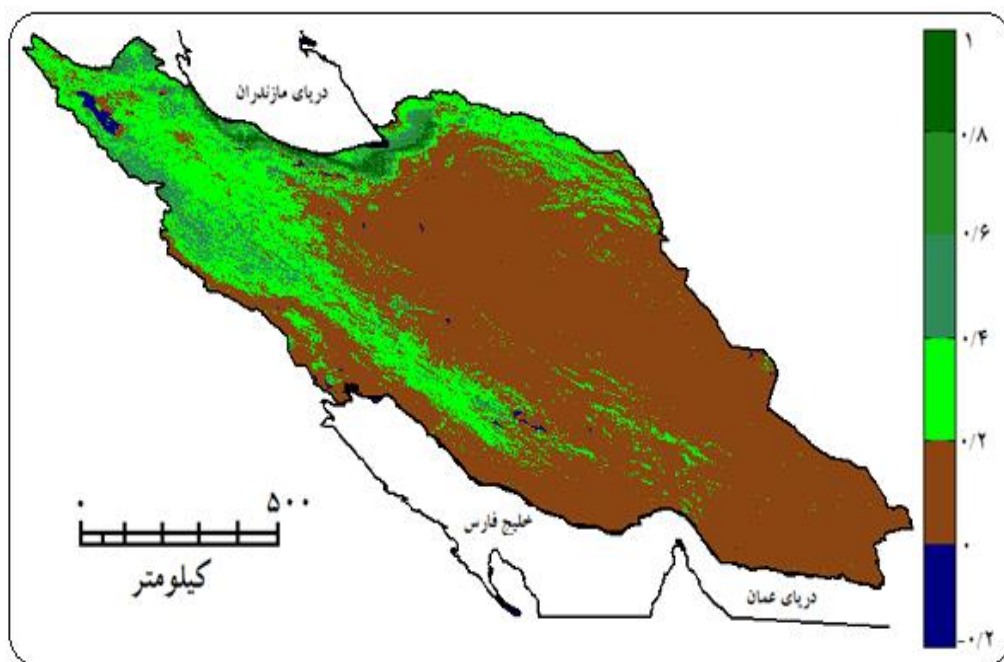 دریای مازندران
۱
۰/۸
۰/۶
۰/۴
۰/۲
۰
-۰/۲
۰ ۵۰۰
کیلومتر
خلیج فارس
دریای عمان